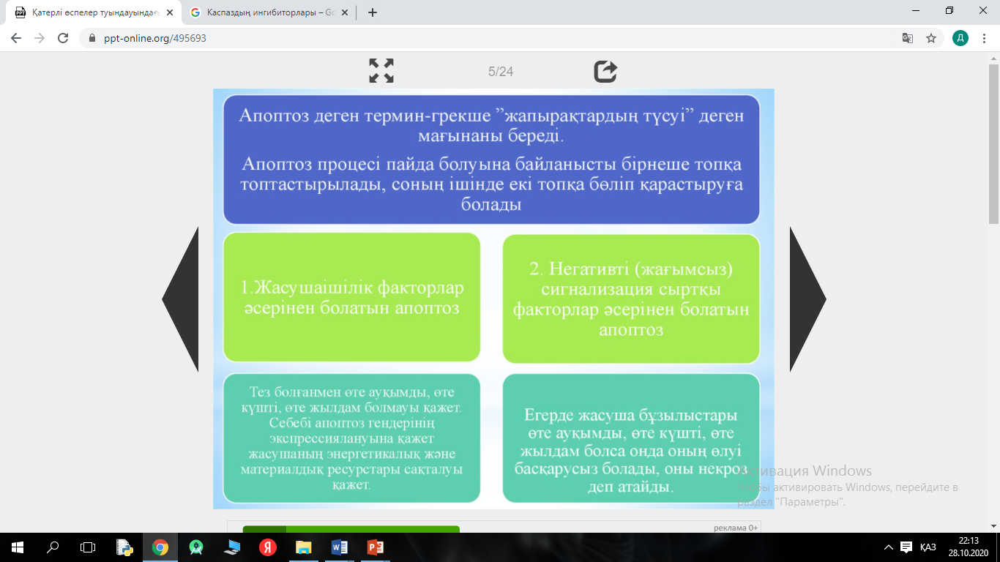 Қатерлі өспелер туындауындағы
Каспаздың ингибиторлары – Go
ppt-online.org/495693
Д
5/24
Апоптоз деген термин-грекше ”жапырақтардың түсуі” деген
мағынаны береді.
Апоптоз процесі пайда болуына байланысты бірнеше топқа
топтастырылады, соның ішінде екі топқа бөліп қарастыруға
болады
1.Жасушаішілік факторлар
әсерінен болатын апоптоз
2. Негативті (жағымсыз)
сигнализация сыртқы
факторлар әсерінен болатын
апоптоз
Тез болғанмен өте ауқымды, өте
күшті, өте жылдам болмауы қажет.
Себебі апоптоз гендерінің
экспрессиялануына қажет
жасушаның энергетикалық және
материалдық ресурстары сақталуы
қажет.
Егерде жасуша бұзылыстары
өте ауқымды, өте күшті, өте
жылдам болса онда оның өлуі
басқарусыз болады, оны некроз
деп атайды.
Активация Windows
Чтобы активировать Windows, перейдите в
раздел "Параметры".
реклама 0+
ҚАЗ
22:13
28.10.2020